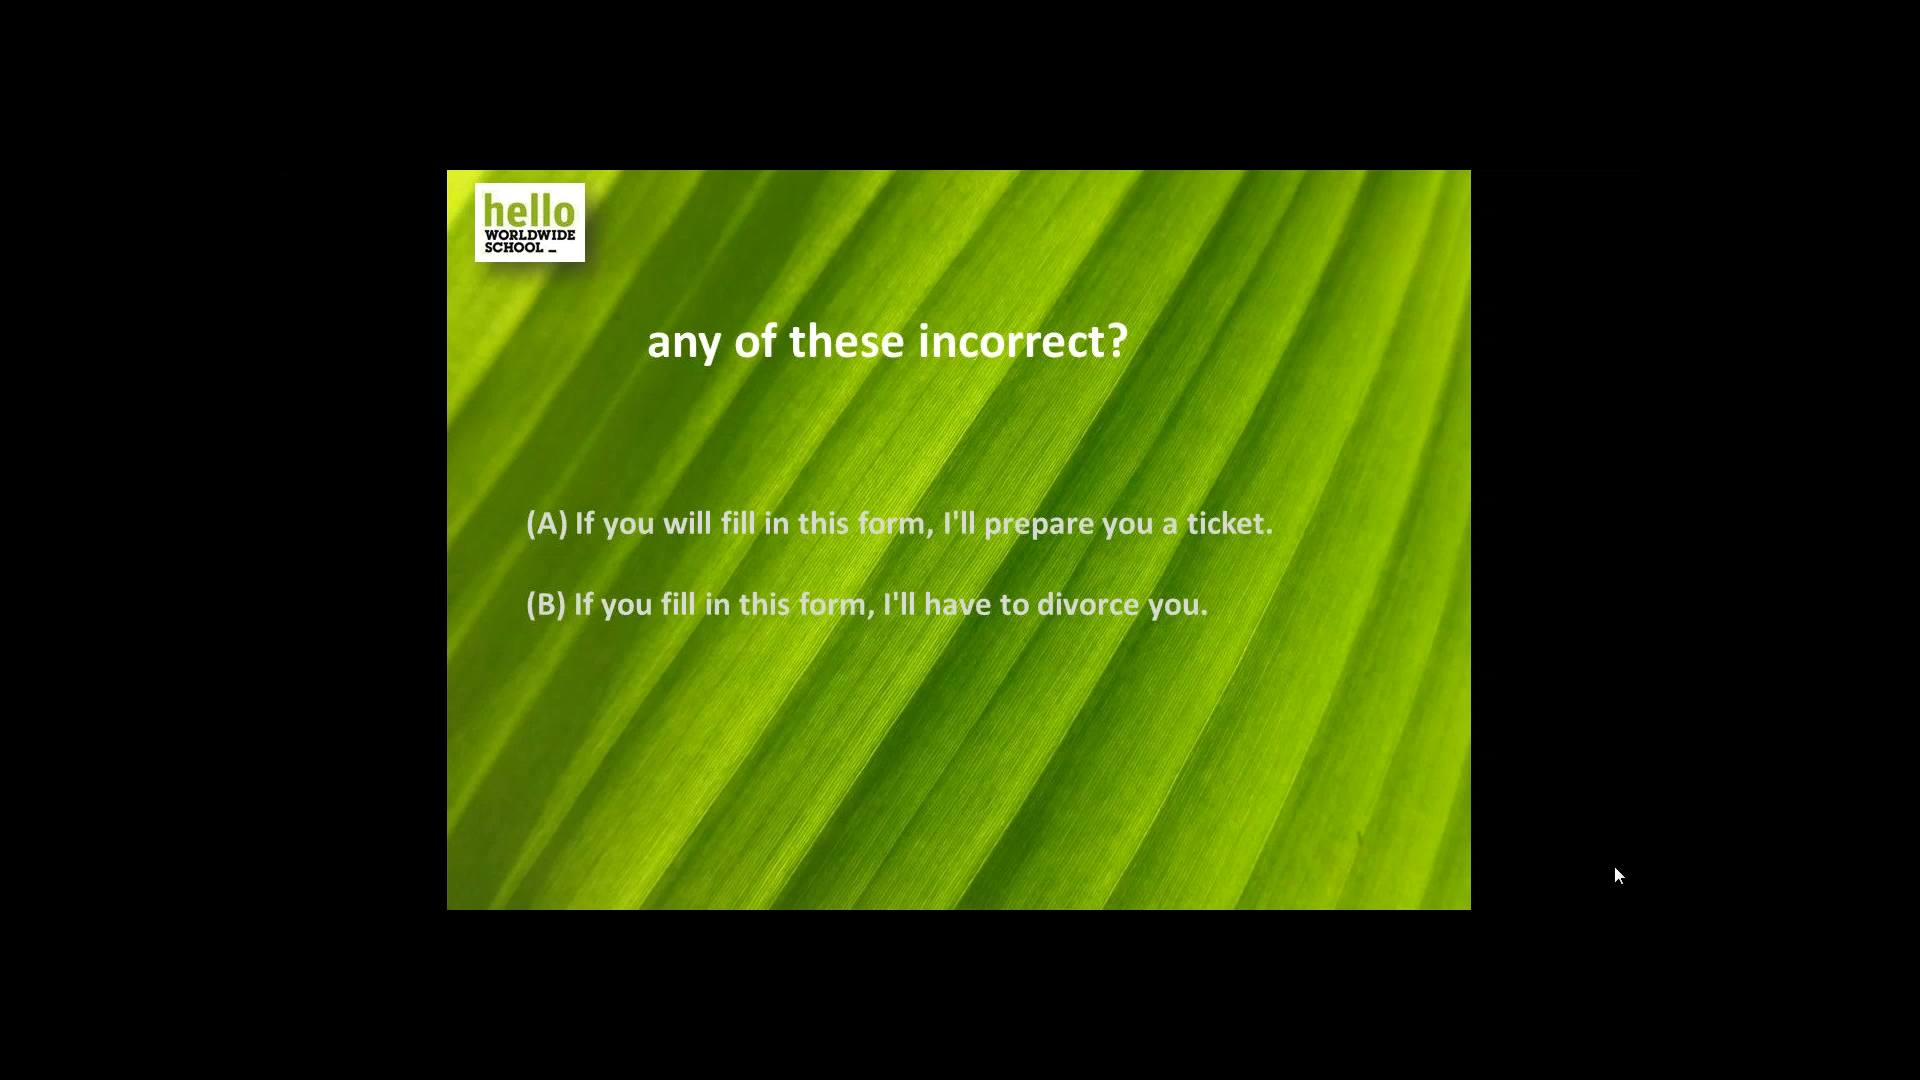 hello
WORLDWIDE
SCHOOL _
any of these incorrect?
(A) If you will fill in this form, I'll prepare you a ticket.
(B) If you fill in this form, I'll have to divorce you.